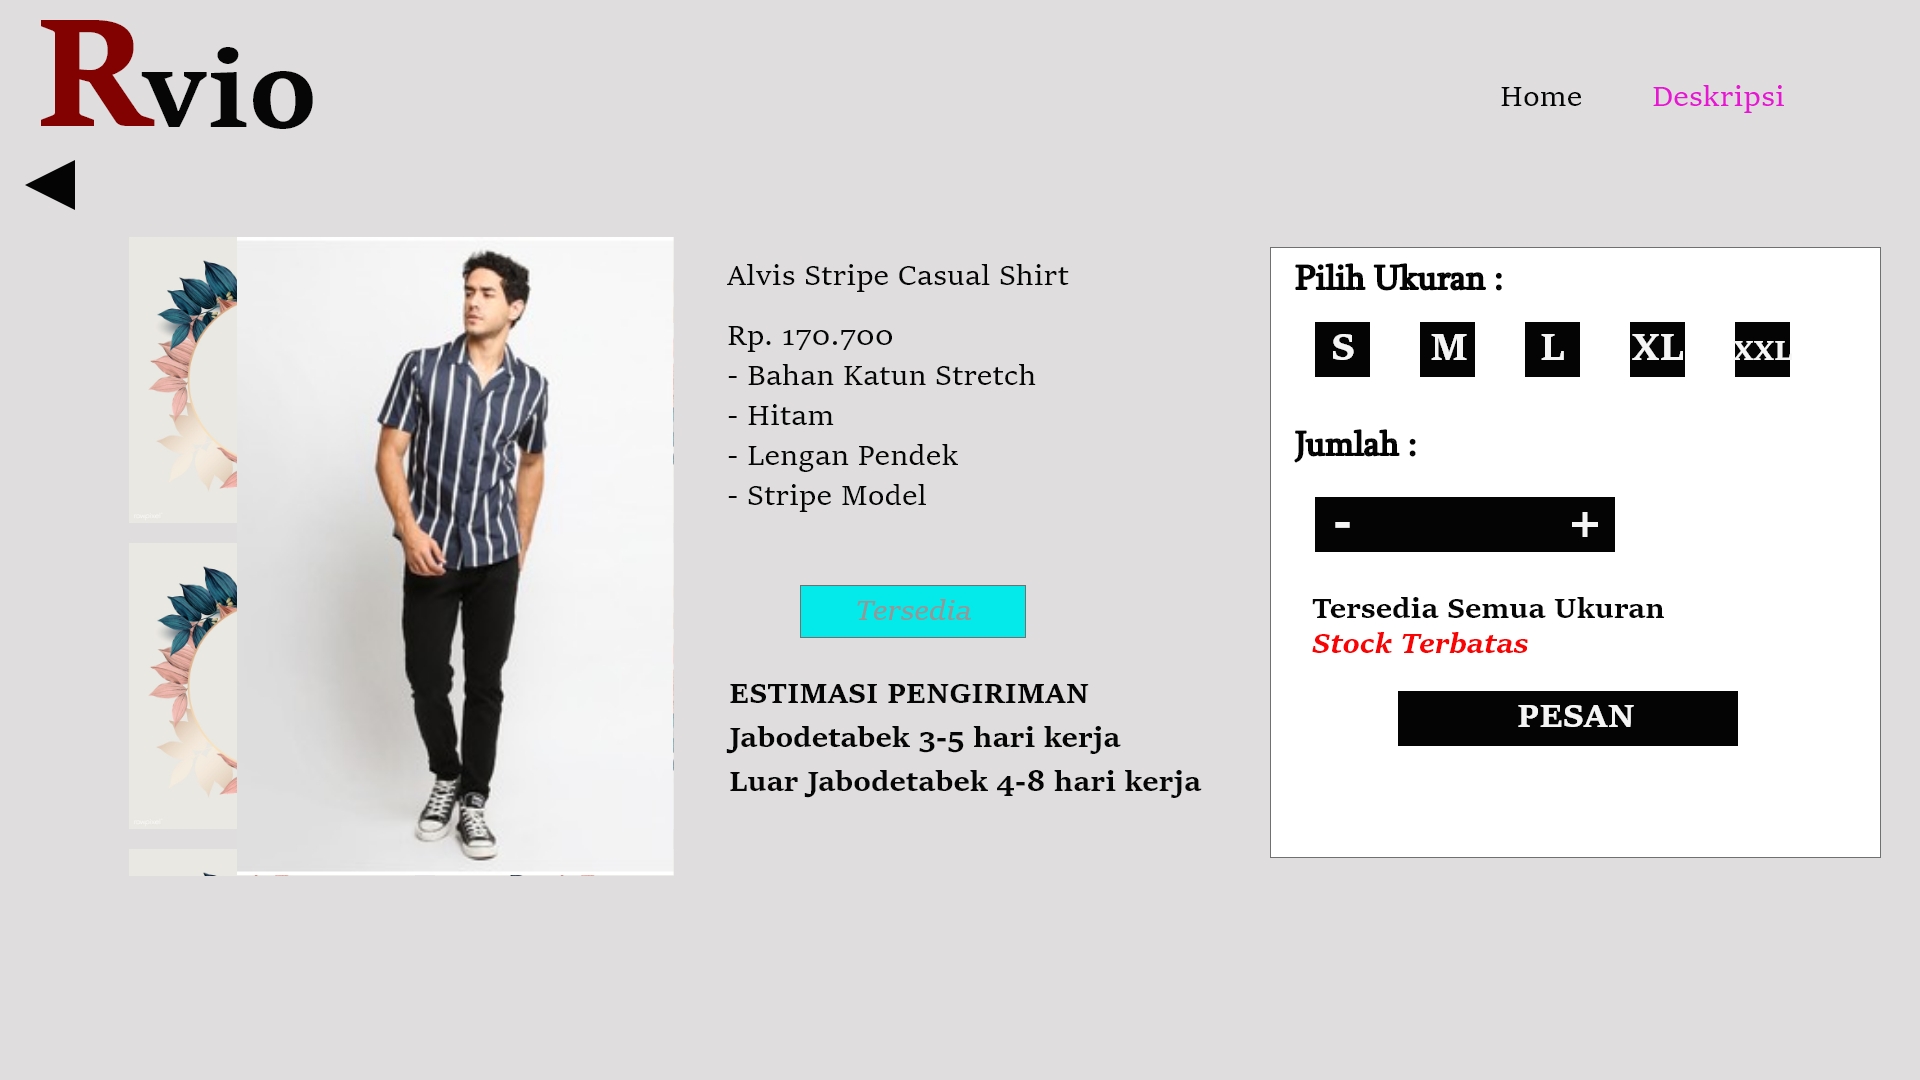 Rvio
Home
Deskripsi
Alvis Stripe Casual Shirt
Rp. 170.700
- Bahan Katun Stretch
- Hitam
- Lengan Pendek
- Stripe Model
Tersedia
ESTIMASI PENGIRIMAN
Jabodetabek 3-5 hari kerja
Luar Jabodetabek 4-8 hari kerja
Pilih Ukuran :
S M L XL XXL
Jumlah :
- +
Tersedia Semua Ukuran
Stock Terbatas
PESAN